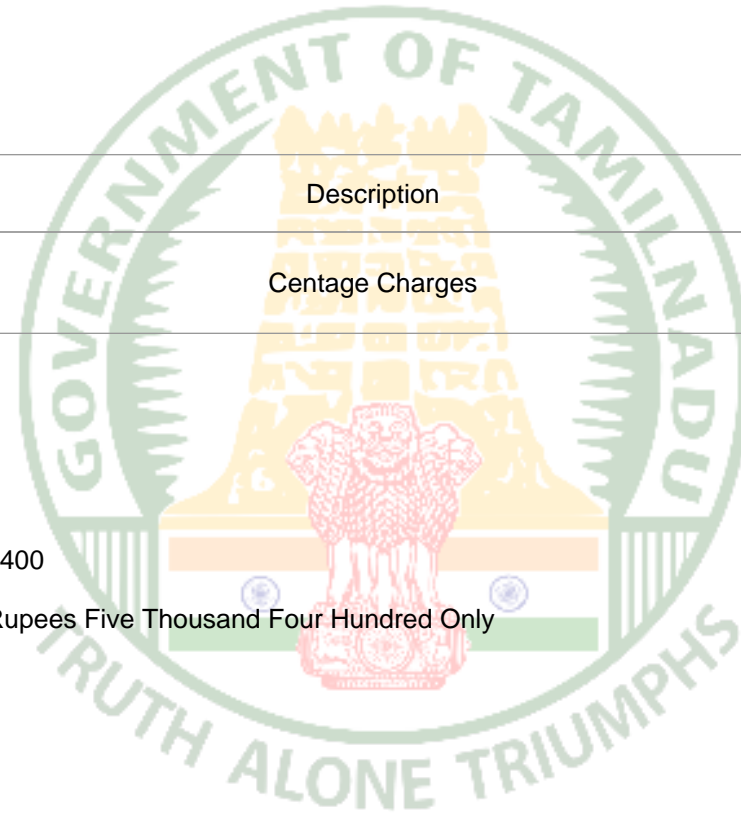 GOVERNMENT OF TAMILNADU
Description
Centage Charges
400
Rupees Five Thousand Four Hundred Only
TRUTH ALONE TRIUMPHS